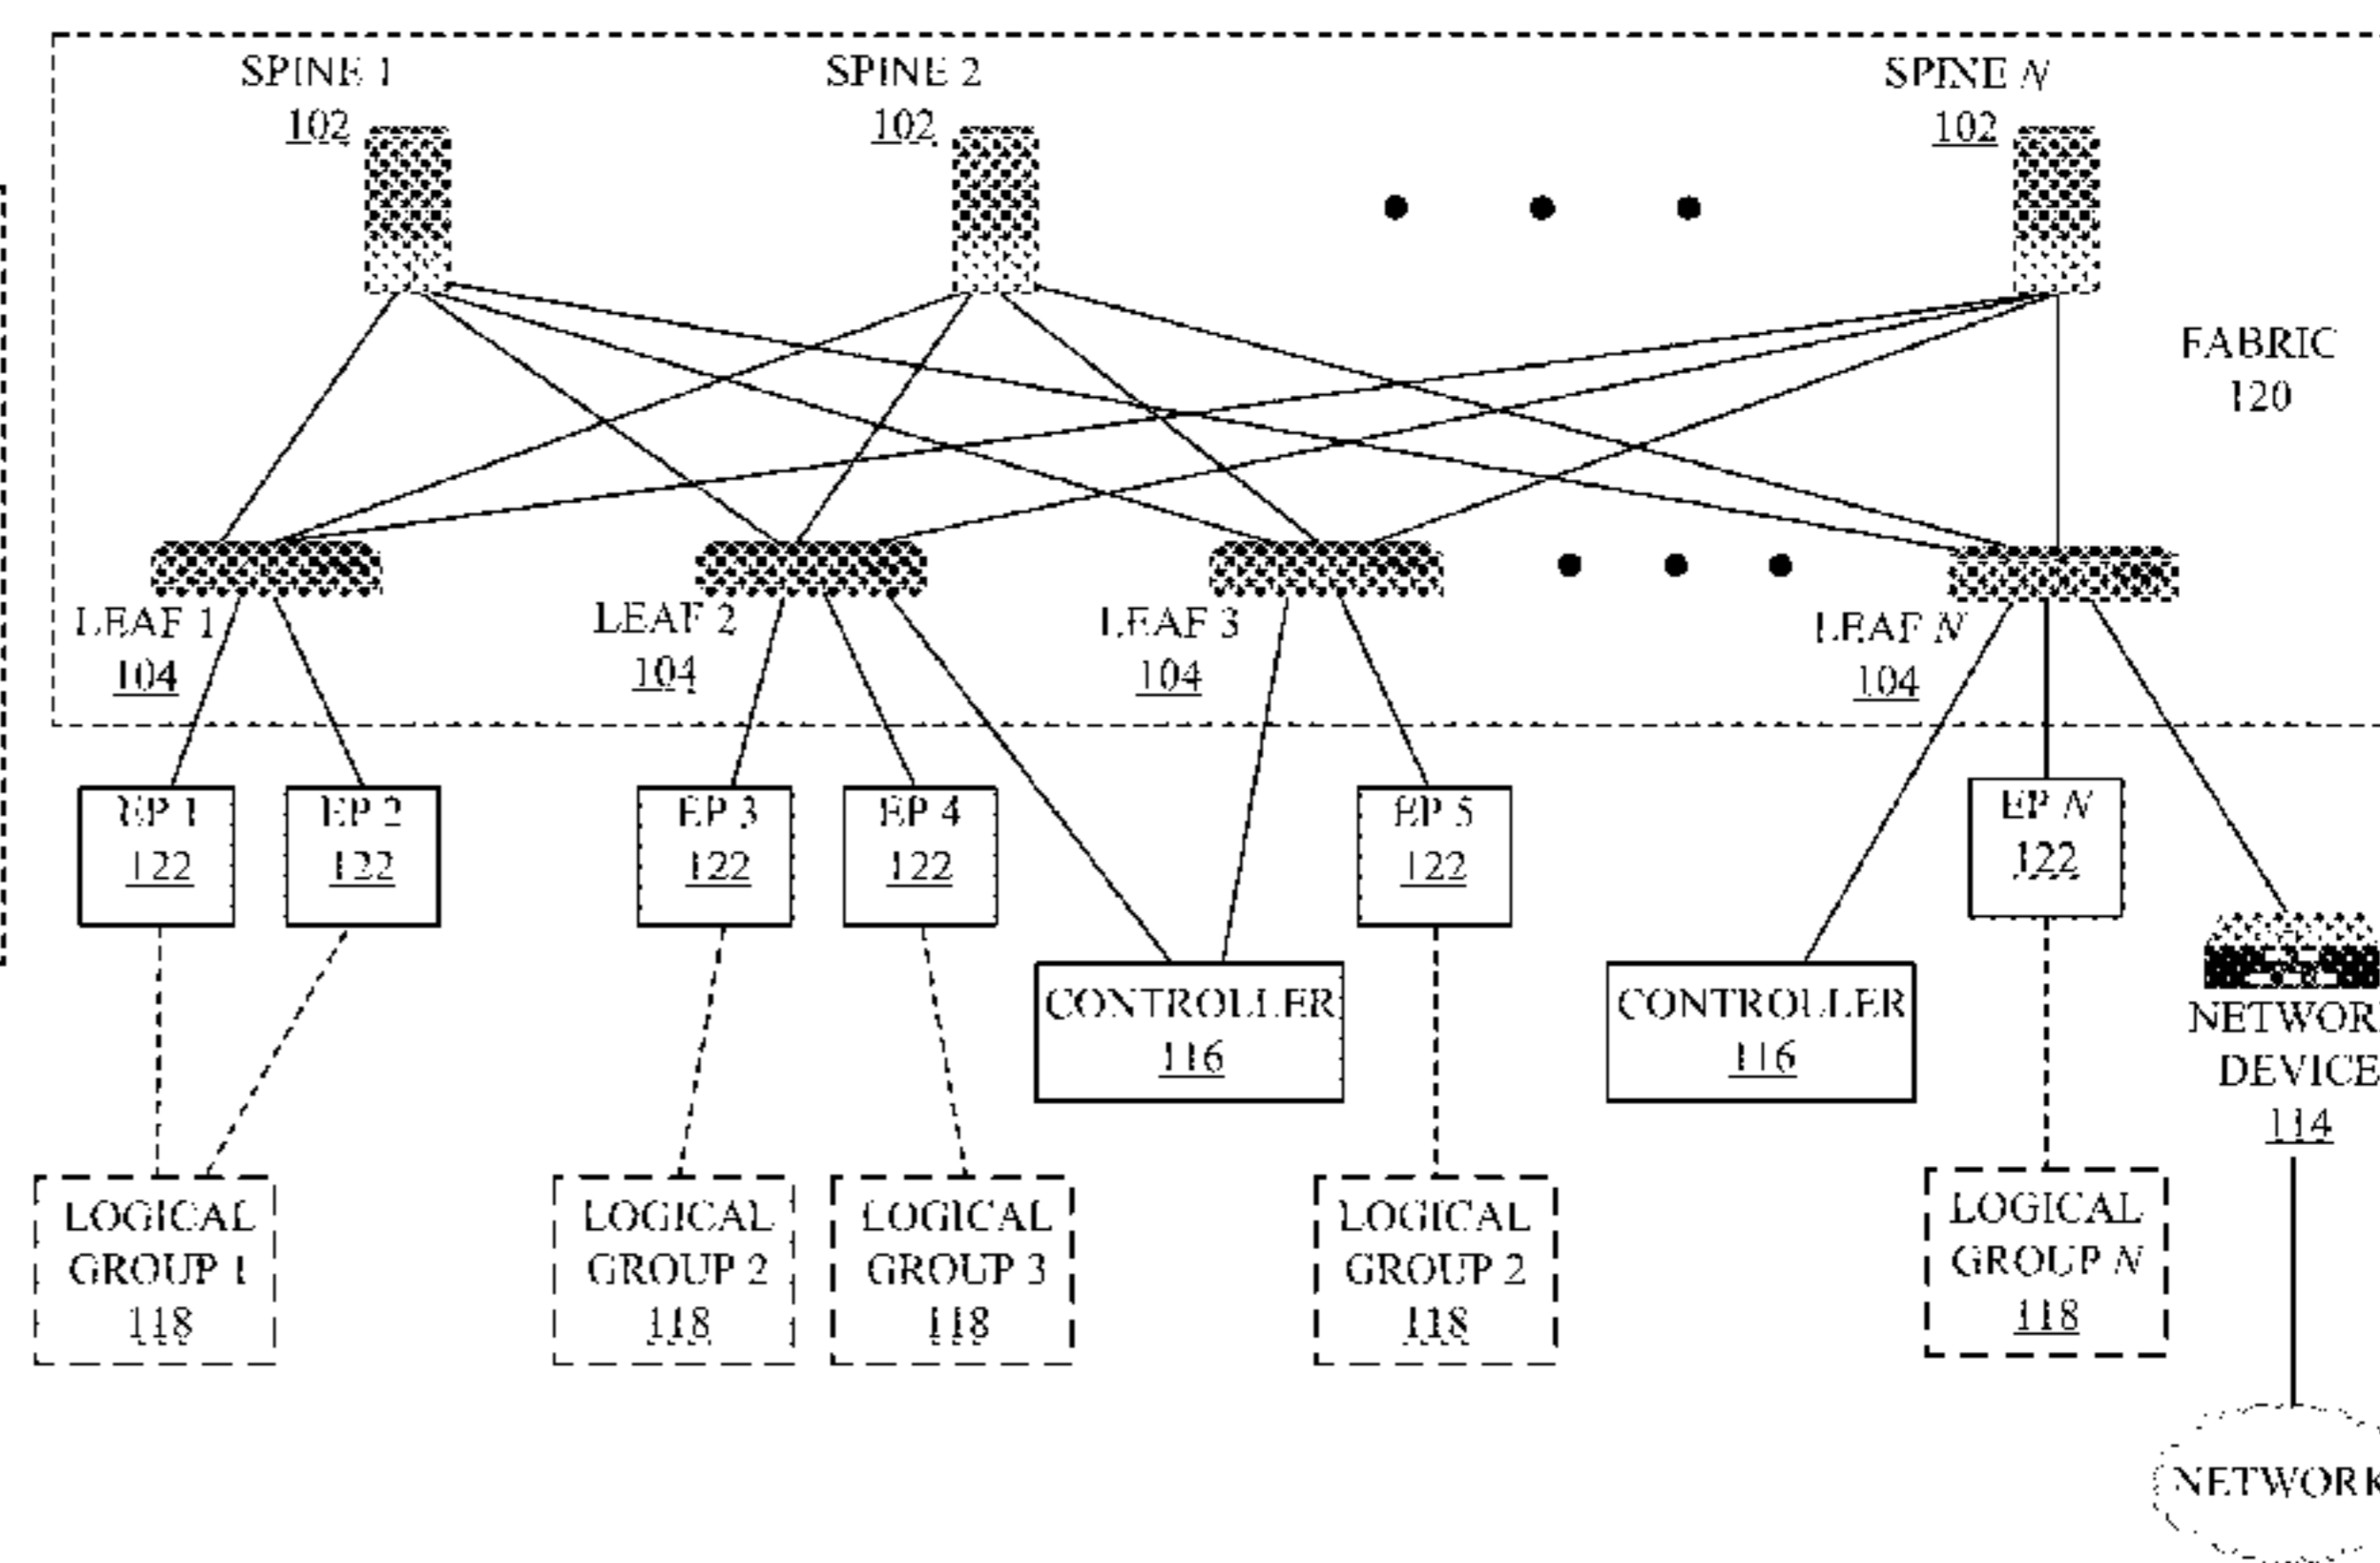 SPINE 1
102
SPINE 2
102
SPINE N
102
FABRIC
120
LEAF 1
104
LEAF 2
104
LEAF 3
104
LEAF N
104
EP 1
122
EP 2
122
EP 3
122
EP 4
122
EP 5
122
EP N
122
CONTROLLER
116
CONTROLLER
116
NETWOR
DEVICE
114
LOGICAL
GROUP 1
118
LOGICAL
GROUP 2
118
LOGICAL
GROUP 3
118
LOGICAL
GROUP 2
118
LOGICAL
GROUP N
118
NETWORK